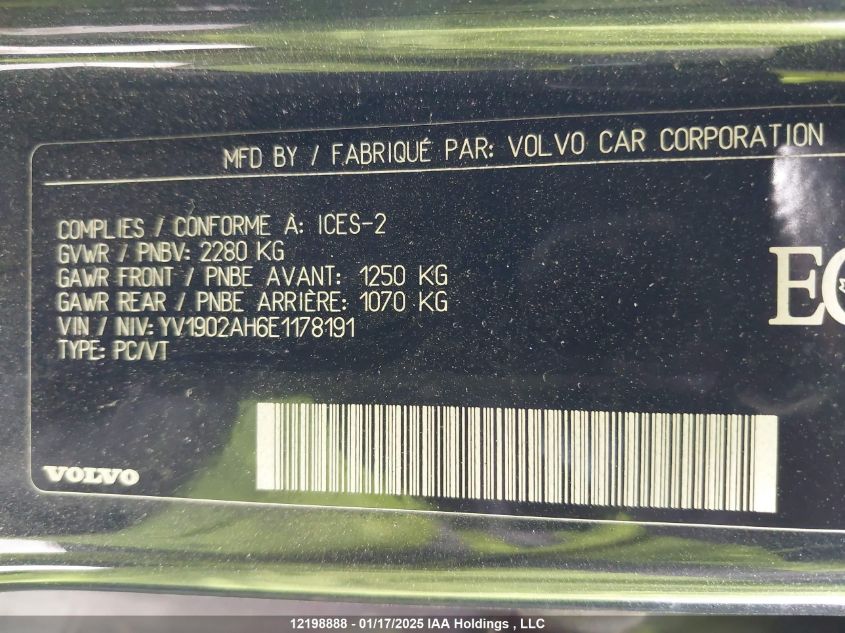 MFD BY / FABRIQUÉ PAR: VOLVO CAR CORPORATION
COMPLIES / CONFORME À: ICES-2
GVWR / PNBV: 2280 KG
GAWR FRONT / PNBE AVANT: 1250 KG
GAWR REAR / PNBE ARRIÈRE: 1070 KG
VIN / NIV: YV1902AH6E1178191
TYPE: PC/VT
VOLVO
12198888 - 01/17/2025 IAA Holdings , LLC